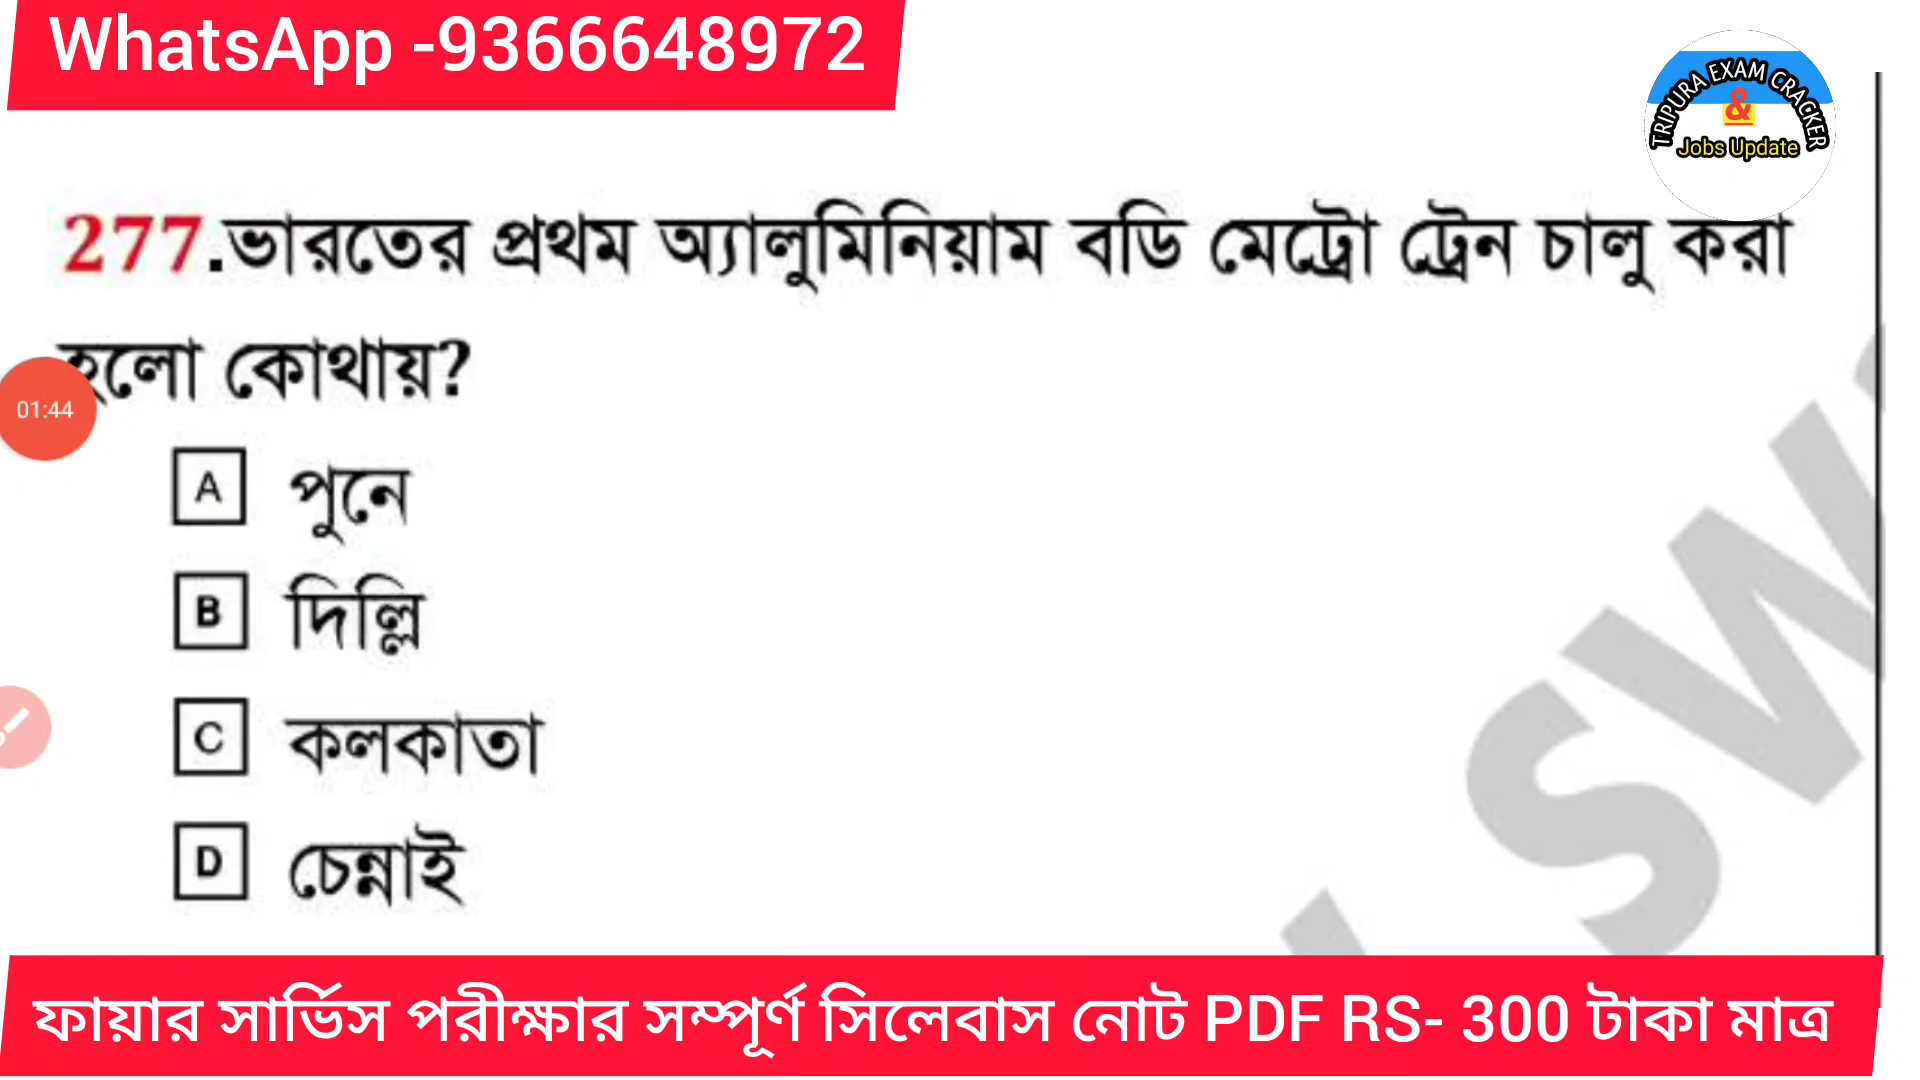 WhatsApp -9366648972
TRIPURA EXAM CRACKER
&
Jobs Update
277.ভারতের প্রথম অ্যালুমিনিয়াম বডি মেট্রো ট্রেন চালু করা
হলো কোথায়?
01:44
A পুনে
B দিল্লি
C কলকাতা
D চেন্নাই
SW
ফায়ার সার্ভিস পরীক্ষার সম্পূর্ণ সিলেবাস নোট PDF RS- 300 টাকা মাত্র